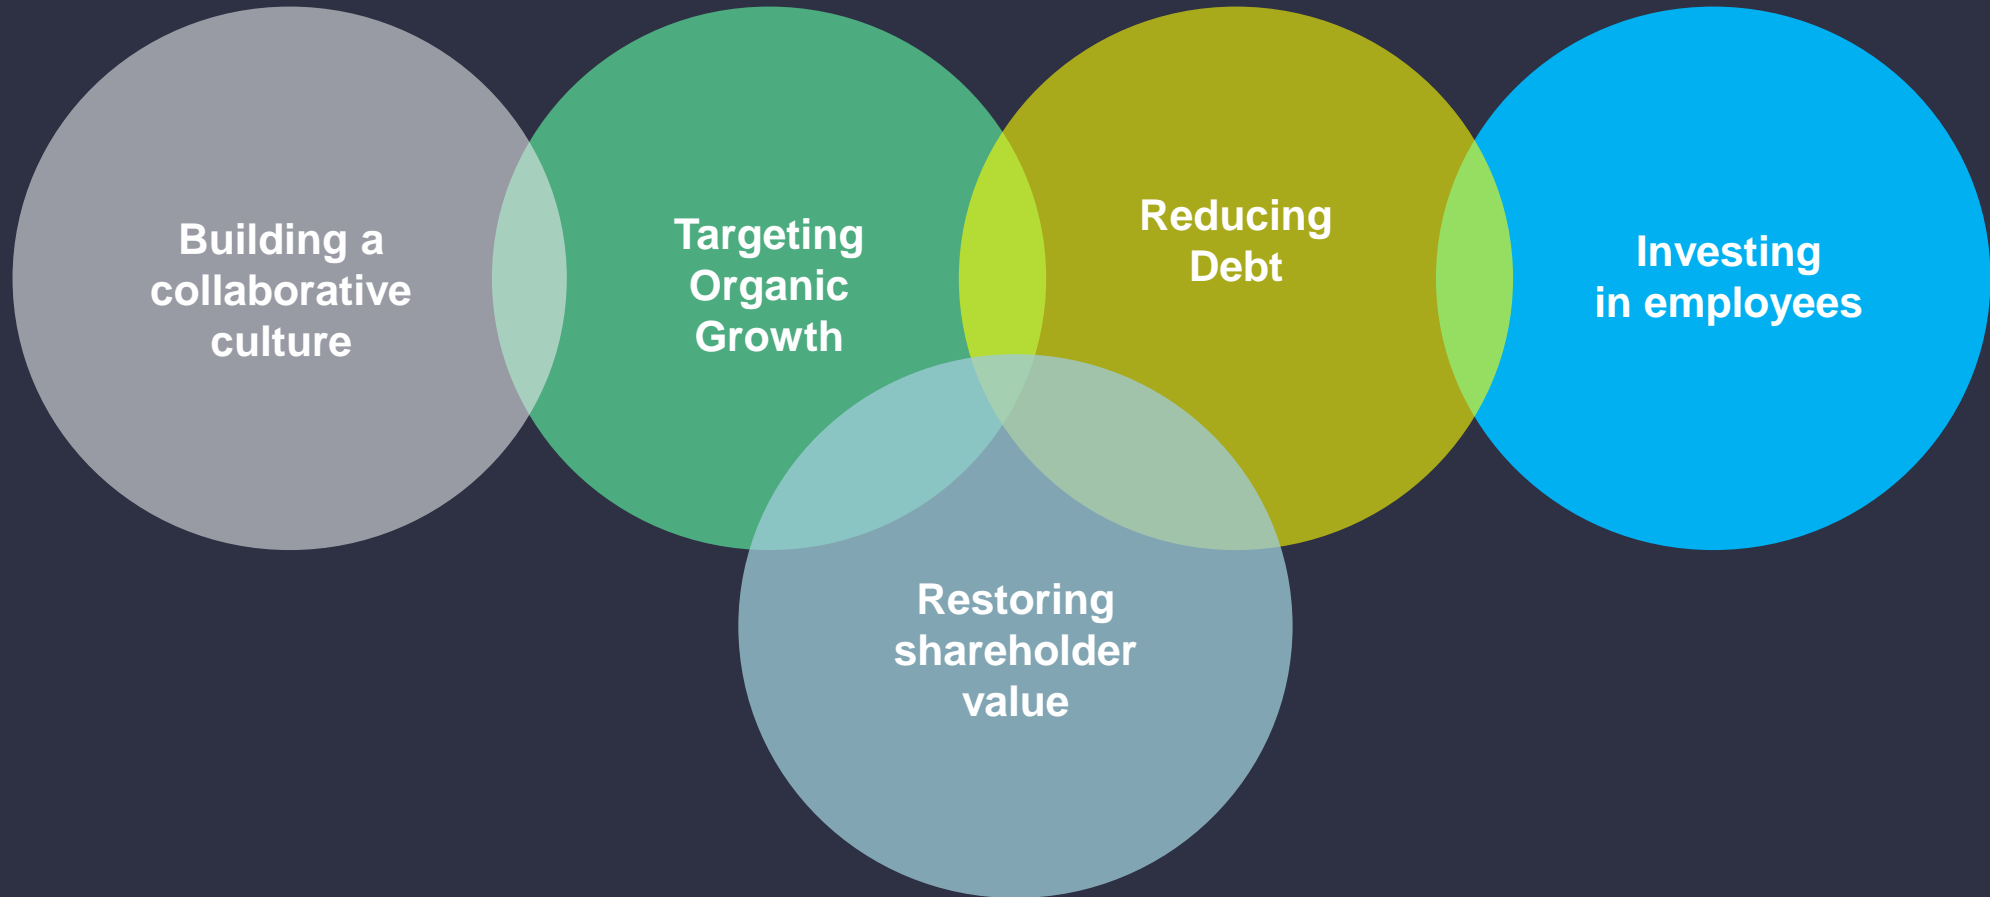 Building a
collaborative
culture
Targeting
Organic
Growth
Reducing
Debt
Investing
in employees
Restoring
shareholder
value